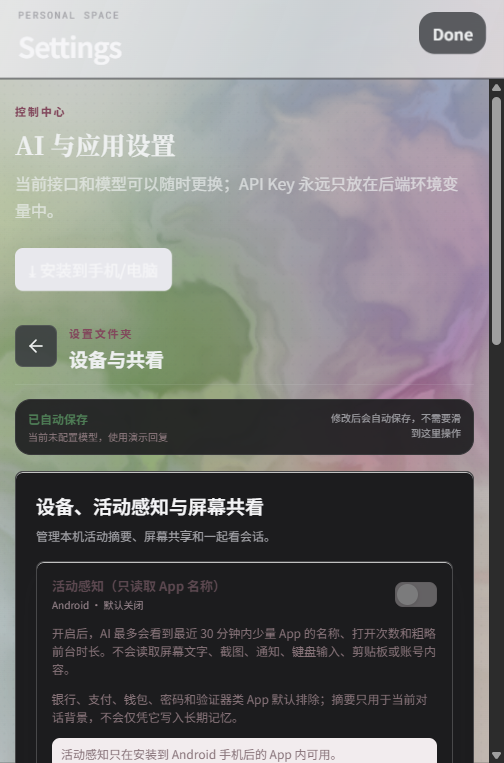 PERSONAL SPACE
Settings
Done
控制中心
AI 与应用设置
当前接口和模型可以随时更换；API Key 永远只放在后端环境变
量中。
↓ 安装到手机/电脑
设置文件夹
设备与共看
已自动保存
当前未配置模型，使用演示回复
修改后会自动保存，不需要滑
到这里操作
设备、活动感知与屏幕共看
管理本机活动摘要、屏幕共享和一起看会话。
活动感知（只读取 App 名称）
Android · 默认关闭
开启后，AI 最多会看到最近 30 分钟内少量 App 的名称、打开次数和粗略
前台时长。不会读取屏幕文字、截图、通知、键盘输入、剪贴板或账号内
容。
银行、支付、钱包、密码和验证器类 App 默认排除；摘要只用于当前对
话背景，不会仅凭它写入长期记忆。
活动感知只在安装到 Android 手机后的 App 内可用。